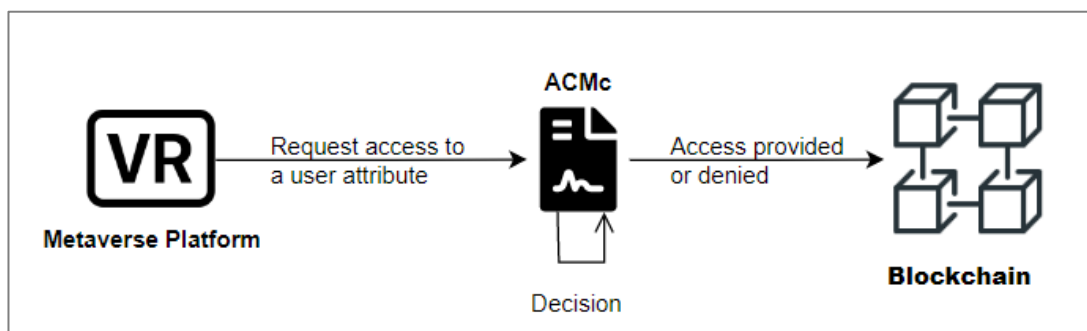 VR
Metaverse Platform
Request access to
a user attribute
ACMc
Decision
Access provided
or denied
Blockchain